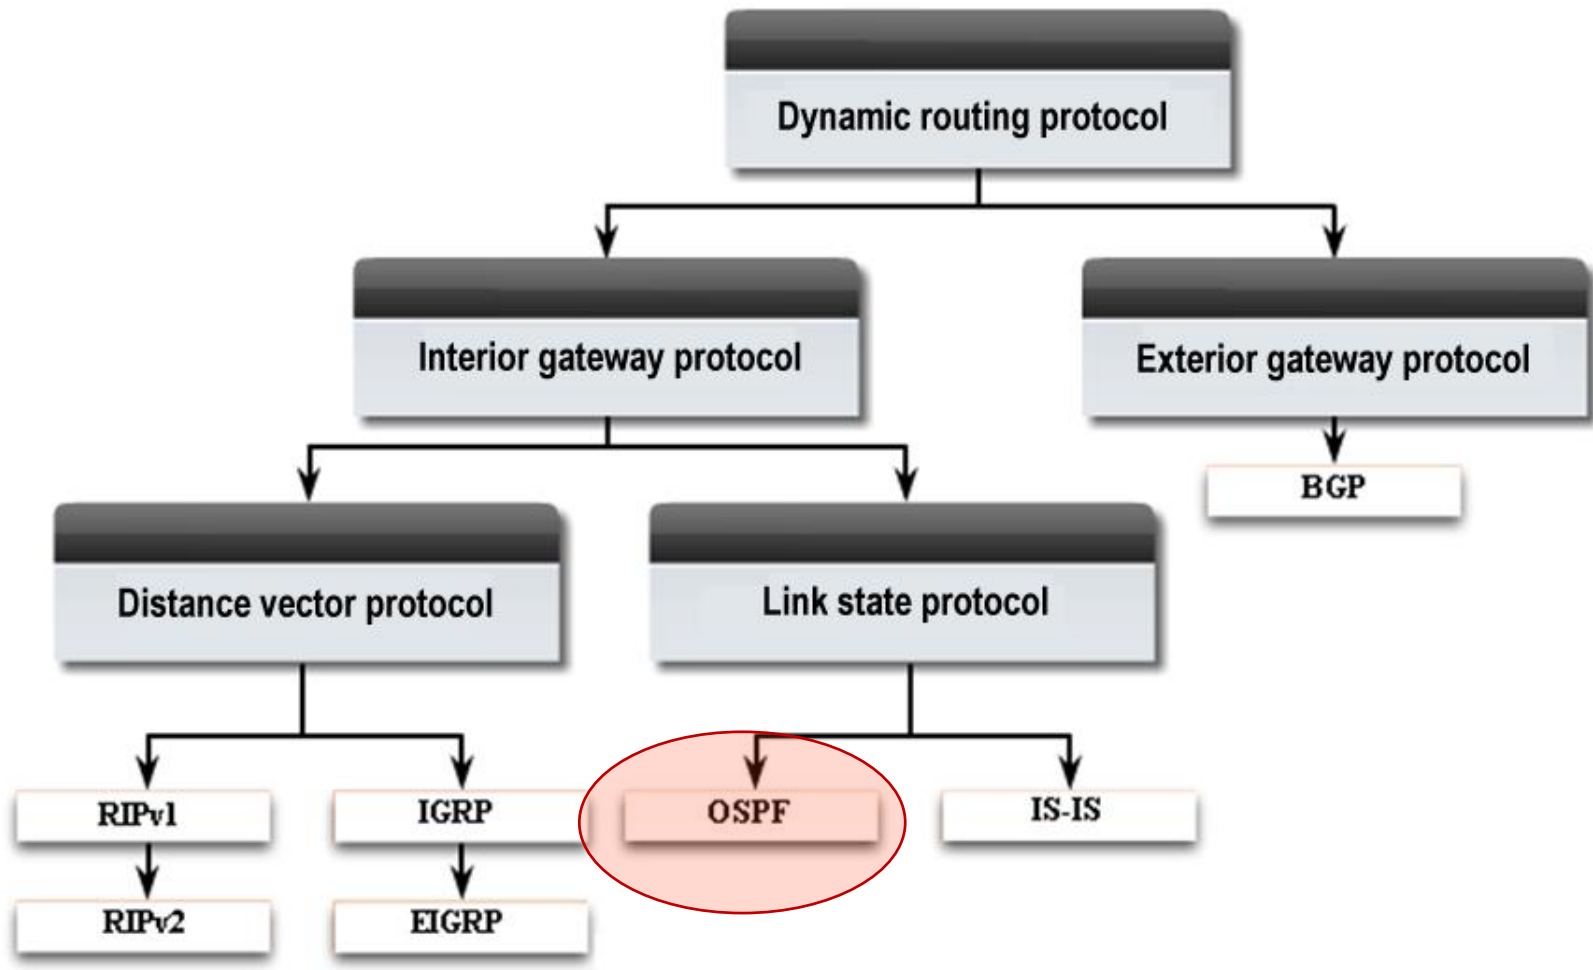 Dynamic routing protocol
Interior gateway protocol
Exterior gateway protocol
BGP
Distance vector protocol
Link state protocol
RIPv1
IGRP
OSPF
IS-IS
RIPv2
EIGRP